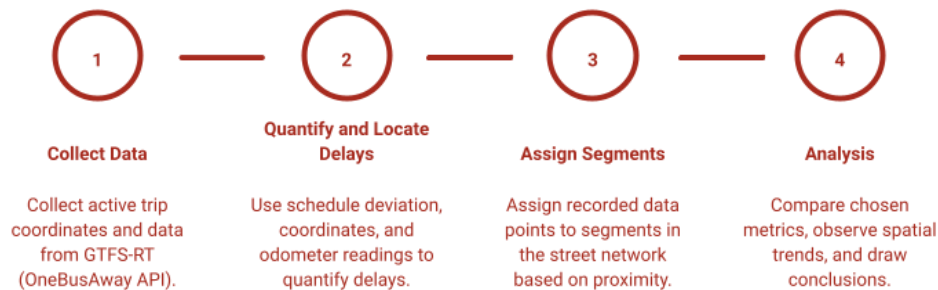 1
2
3
4
Collect Data
Quantify and Locate
Delays
Assign Segments
Analysis
Collect active trip
coordinates and data
from GTFS-RT
(OneBusAway API).
Use schedule deviation,
coordinates, and
odometer readings to
quantify delays.
Assign recorded data
points to segments in
the street network
based on proximity.
Compare chosen
metrics, observe spatial
trends, and draw
conclusions.